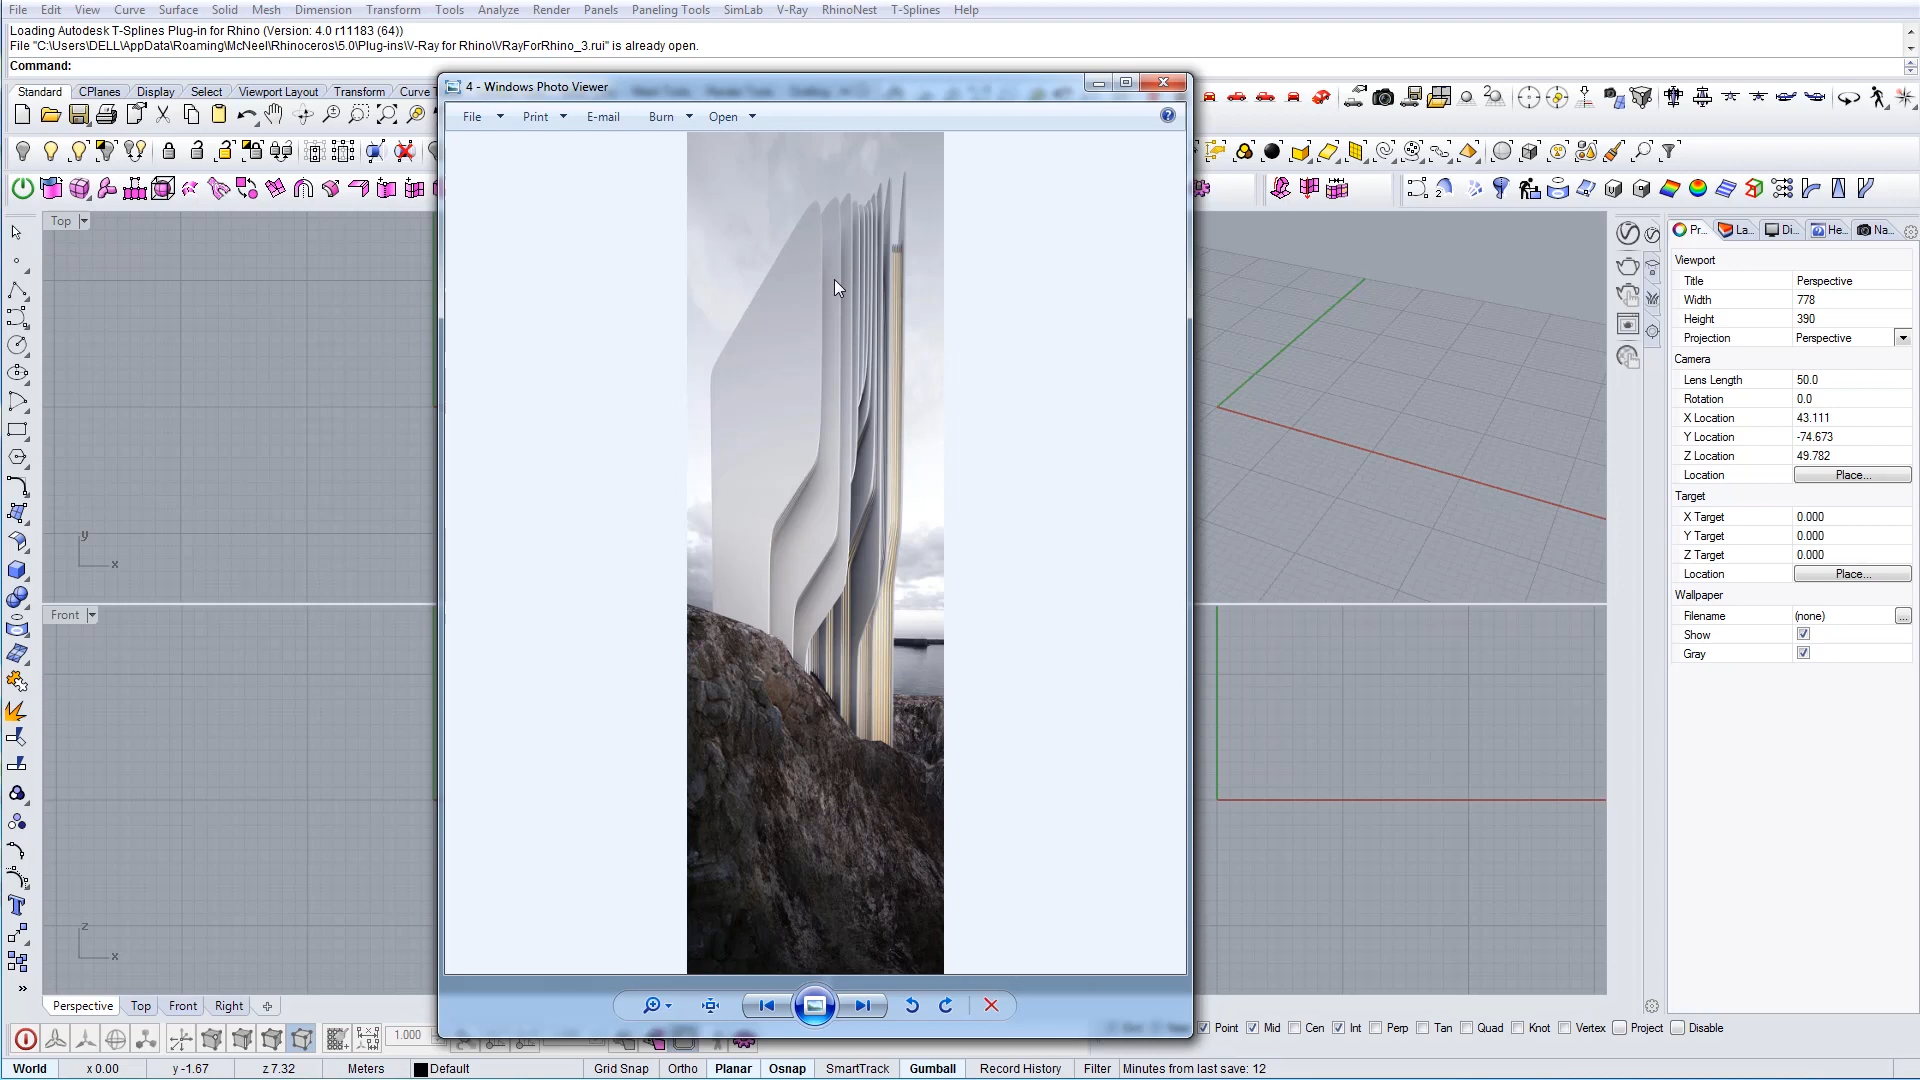 File Edit View Curve Surface Solid Mesh Dimension Transform Tools Analyze Render Panels Paneling Tools SimLab V-Ray RhinoNest T-Splines Help
Loading Autodesk T-Splines Plug-in for Rhino (Version: 4.0 r11183 (64))
File "C:\Users\DELL\AppData\Roaming\McNeel\Rhinoceros\5.0\Plug-ins\V-Ray for Rhino\VRayForRhino_3.rui" is already open.
Command:
Standard CPlanes Display Select Viewport Layout Transform Curve T
4 - Windows Photo Viewer
File Print E-mail Burn Open
Top
y
x
Front
z
x
Pr... La... Di... He... Na...
Viewport
Title Perspective
Width 778
Height 390
Projection Perspective
Camera
Lens Length 50.0
Rotation 0.0
X Location 43.111
Y Location -74.673
Z Location 49.782
Location Place...
Target
X Target 0.000
Y Target 0.000
Z Target 0.000
Location Place...
Wallpaper
Filename (none) ...
Show
Gray
Perspective Top Front Right
1.000
Point Mid Cen Int Perp Tan Quad Knot Vertex Project Disable
World x 0.00 y -1.67 z 7.32 Meters Default Grid Snap Ortho Planar Osnap SmartTrack Gumball Record History Filter Minutes from last save: 12